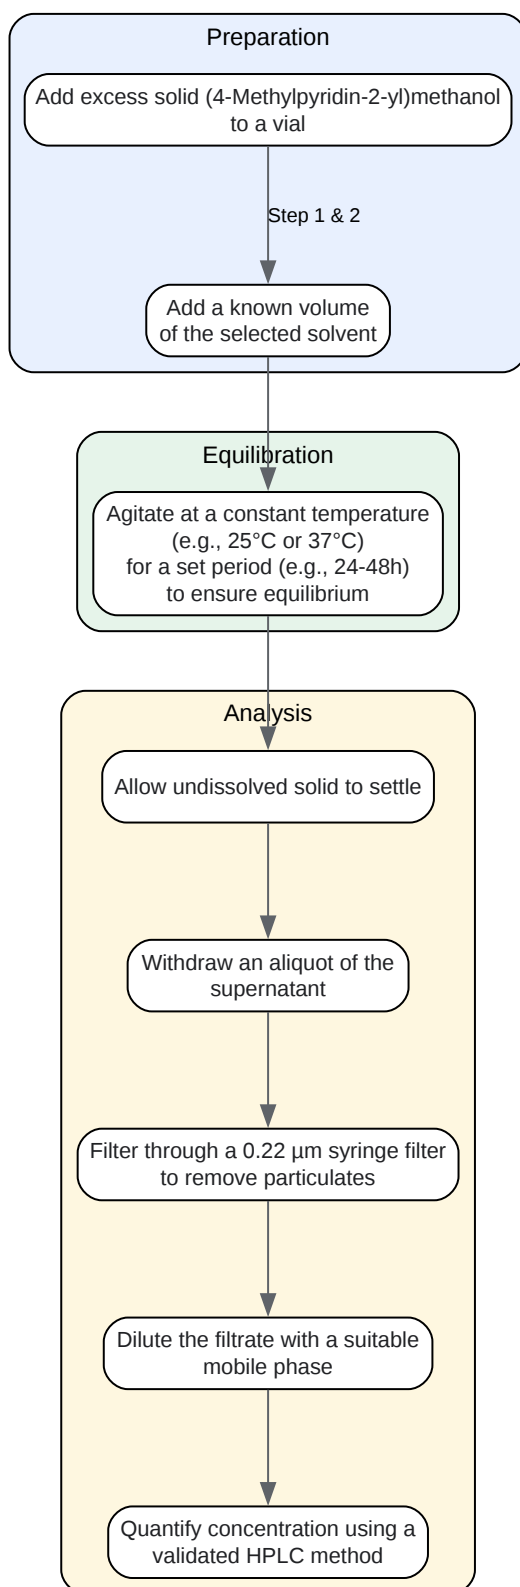 Preparation
Add excess solid (4-Methylpyridin-2-yl)methanol
to a vial
Step 1 & 2
Add a known volume
of the selected solvent
Equilibration
Agitate at a constant temperature
(e.g., 25°C or 37°C)
for a set period (e.g., 24-48h)
to ensure equilibrium
Analysis
Allow undissolved solid to settle
Withdraw an aliquot of the
supernatant
Filter through a 0.22 µm syringe filter
to remove particulates
Dilute the filtrate with a suitable
mobile phase
Quantify concentration using a
validated HPLC method